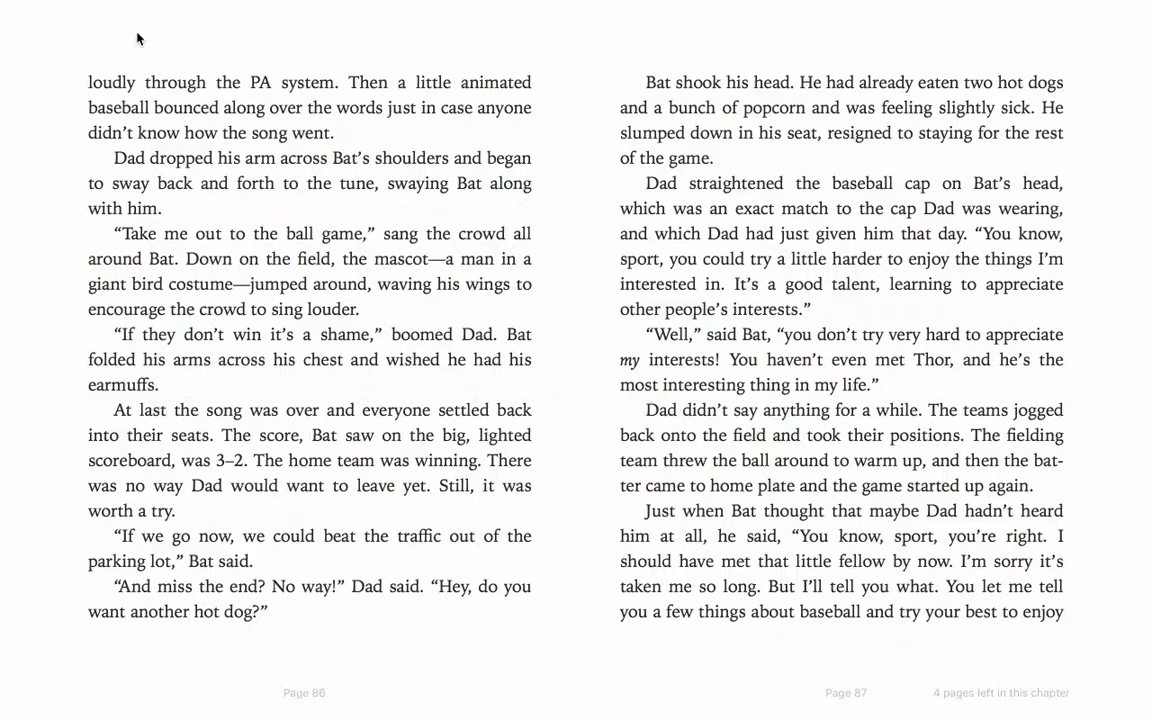 loudly through the PA system. Then a little animated
baseball bounced along over the words just in case anyone
didn’t know how the song went.
Dad dropped his arm across Bat’s shoulders and began
to sway back and forth to the tune, swaying Bat along
with him.
“Take me out to the ball game,” sang the crowd all
around Bat. Down on the field, the mascot—a man in a
giant bird costume—jumped around, waving his wings to
encourage the crowd to sing louder.
“If they don’t win it’s a shame,” boomed Dad. Bat
folded his arms across his chest and wished he had his
earmuffs.
At last the song was over and everyone settled back
into their seats. The score, Bat saw on the big, lighted
scoreboard, was 3–2. The home team was winning. There
was no way Dad would want to leave yet. Still, it was
worth a try.
“If we go now, we could beat the traffic out of the
parking lot,” Bat said.
“And miss the end? No way!” Dad said. “Hey, do you
want another hot dog?”
Page 86
Bat shook his head. He had already eaten two hot dogs
and a bunch of popcorn and was feeling slightly sick. He
slumped down in his seat, resigned to staying for the rest
of the game.
Dad straightened the baseball cap on Bat’s head,
which was an exact match to the cap Dad was wearing,
and which Dad had just given him that day. “You know,
sport, you could try a little harder to enjoy the things I’m
interested in. It’s a good talent, learning to appreciate
other people’s interests.”
“Well,” said Bat, “you don’t try very hard to appreciate
my interests! You haven’t even met Thor, and he’s the
most interesting thing in my life.”
Dad didn’t say anything for a while. The teams jogged
back onto the field and took their positions. The fielding
team threw the ball around to warm up, and then the bat-
ter came to home plate and the game started up again.
Just when Bat thought that maybe Dad hadn’t heard
him at all, he said, “You know, sport, you’re right. I
should have met that little fellow by now. I’m sorry it’s
taken me so long. But I’ll tell you what. You let me tell
you a few things about baseball and try your best to enjoy
Page 87
4 pages left in this chapter